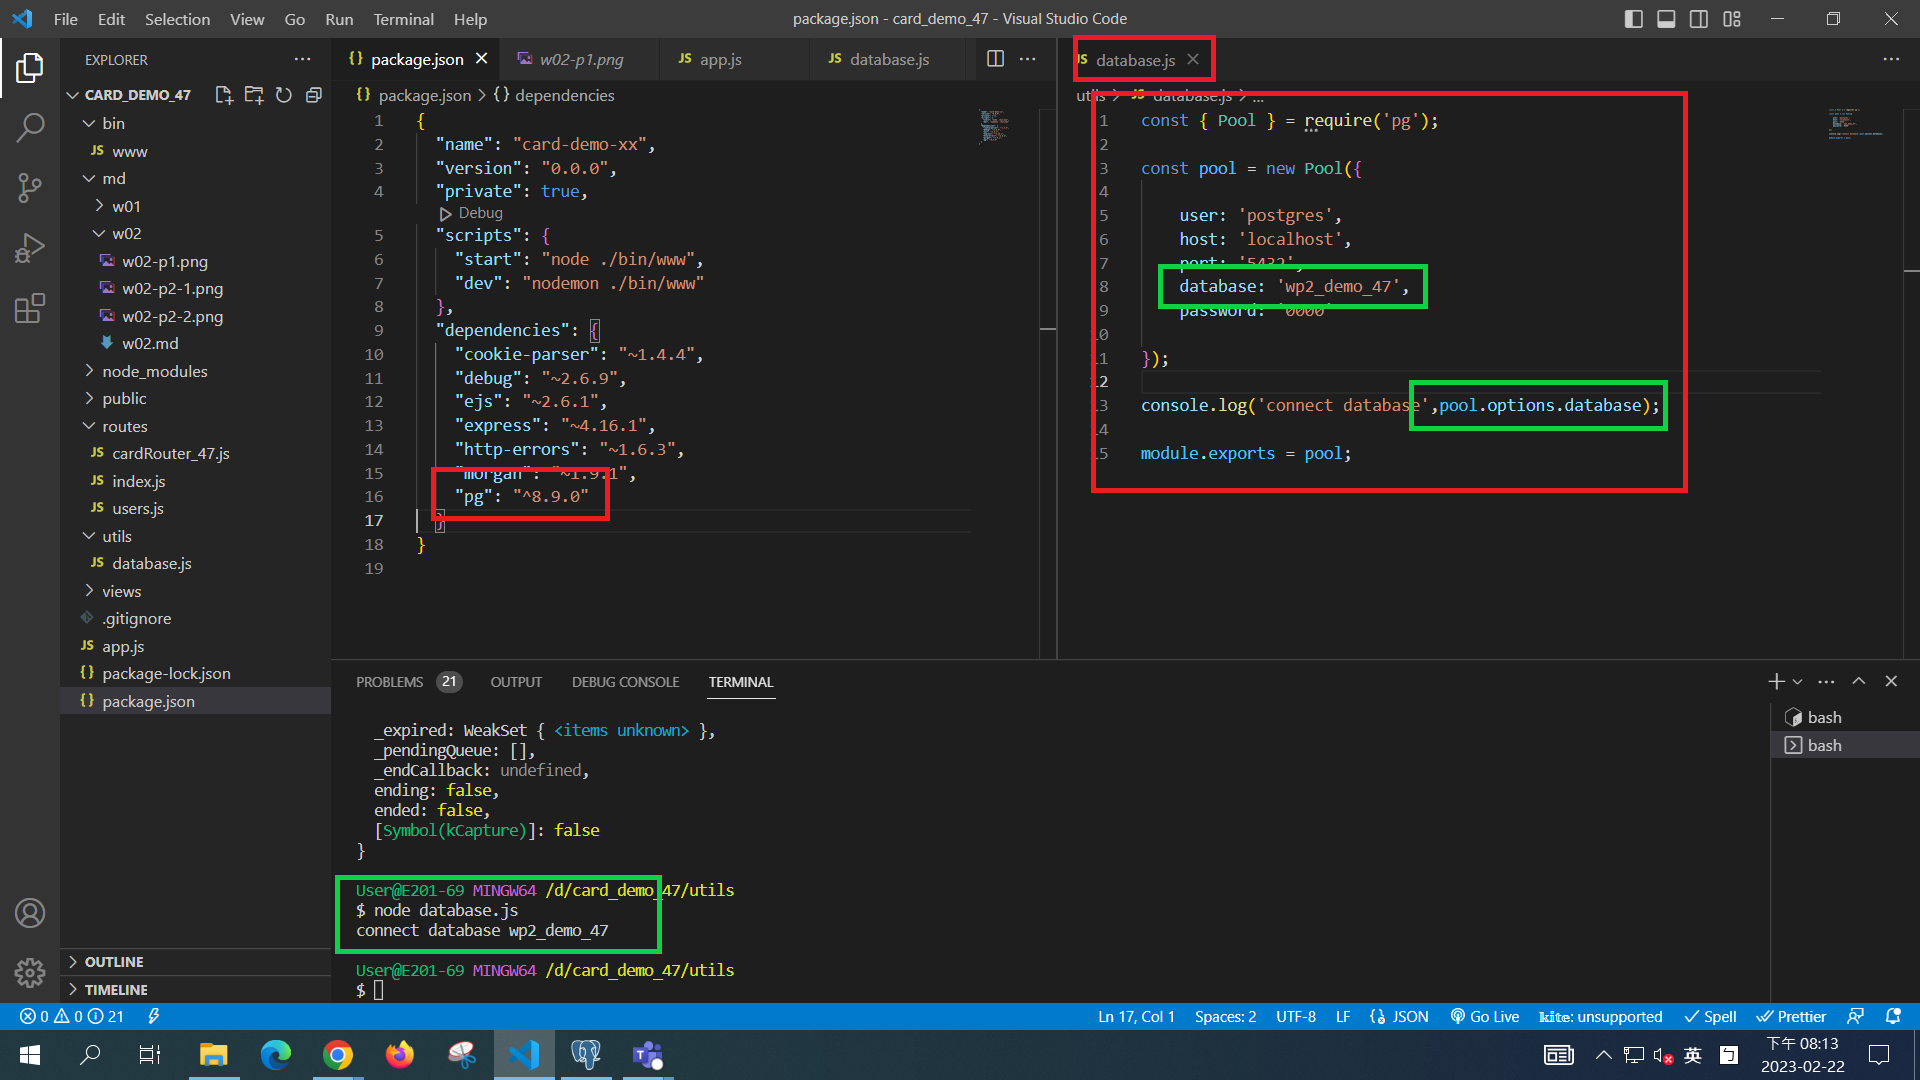 File Edit Selection View Go Run Terminal Help
package.json - card_demo_47 - Visual Studio Code
EXPLORER
CARD_DEMO_47
bin
JS www
md
w01
w02
w02-p1.png
w02-p2-1.png
w02-p2-2.png
w02.md
node_modules
public
routes
JS cardRouter_47.js
JS index.js
JS users.js
utils
JS database.js
views
.gitignore
JS app.js
{} package-lock.json
{} package.json
OUTLINE
TIMELINE
{} package.json
w02-p1.png
JS app.js
JS database.js
{} package.json > {} dependencies
1 {
2 "name": "card-demo-xx",
3 "version": "0.0.0",
4 "private": true,
Debug
5 "scripts": {
6 "start": "node ./bin/www",
7 "dev": "nodemon ./bin/www"
8 },
9 "dependencies": {
10 "cookie-parser": "~1.4.4",
11 "debug": "~2.6.9",
12 "ejs": "~2.6.1",
13 "express": "~4.16.1",
14 "http-errors": "~1.6.3",
15 "morgan": "~1.9.1",
16 "pg": "^8.9.0"
17 }
18 }
19
JS database.js
utils > JS database.js > ...
1 const { Pool } = require('pg');
2
3 const pool = new Pool({
4
5 user: 'postgres',
6 host: 'localhost',
7 port: '5432',
8 database: 'wp2_demo_47',
9 password: '0000'
10
11 });
12
13 console.log('connect database',pool.options.database);
14
15 module.exports = pool;
PROBLEMS 21 OUTPUT DEBUG CONSOLE TERMINAL
_expired: WeakSet { <items unknown> },
_pendingQueue: [],
_endCallback: undefined,
ending: false,
ended: false,
[Symbol(kCapture)]: false
}
User@E201-69 MINGW64 /d/card_demo_47/utils
$ node database.js
connect database wp2_demo_47
User@E201-69 MINGW64 /d/card_demo_47/utils
$
bash
bash
0 0 21
Ln 17, Col 1 Spaces: 2 UTF-8 LF {} JSON Go Live kite: unsupported Spell Prettier
英
ㄅ
下午 08:13
2023-02-22